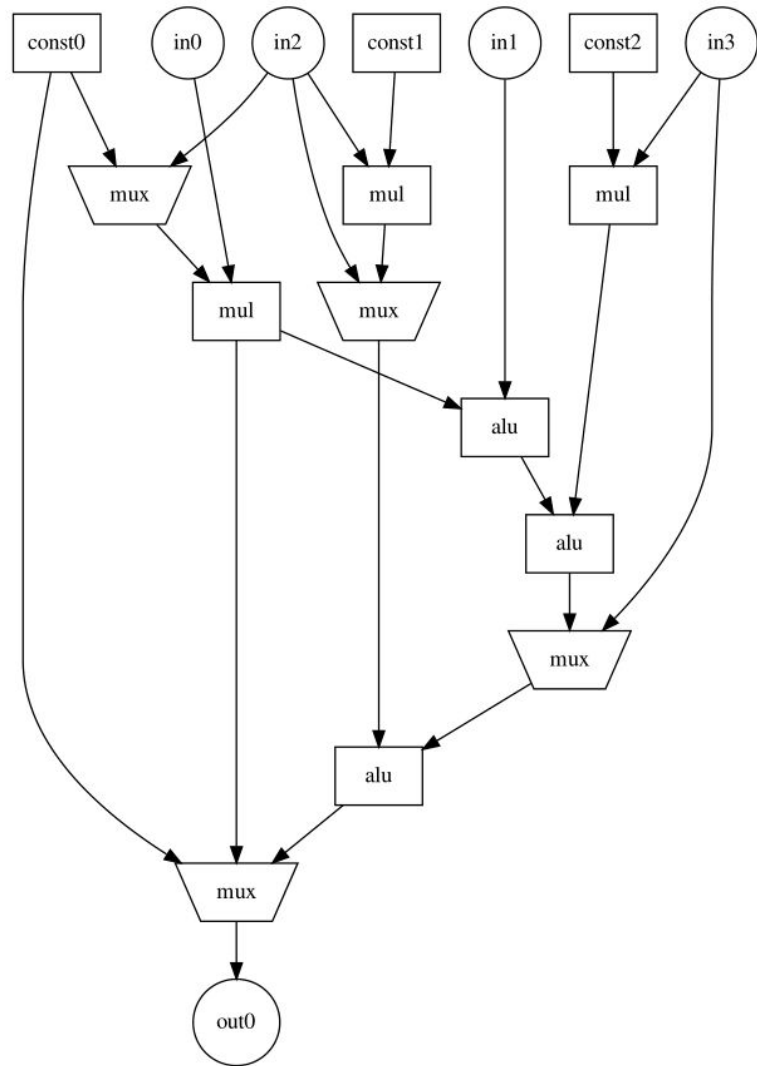 const0
in0
in2
const1
in1
const2
in3
mux
mul
mul
mul
mux
alu
alu
mux
alu
mux
out0